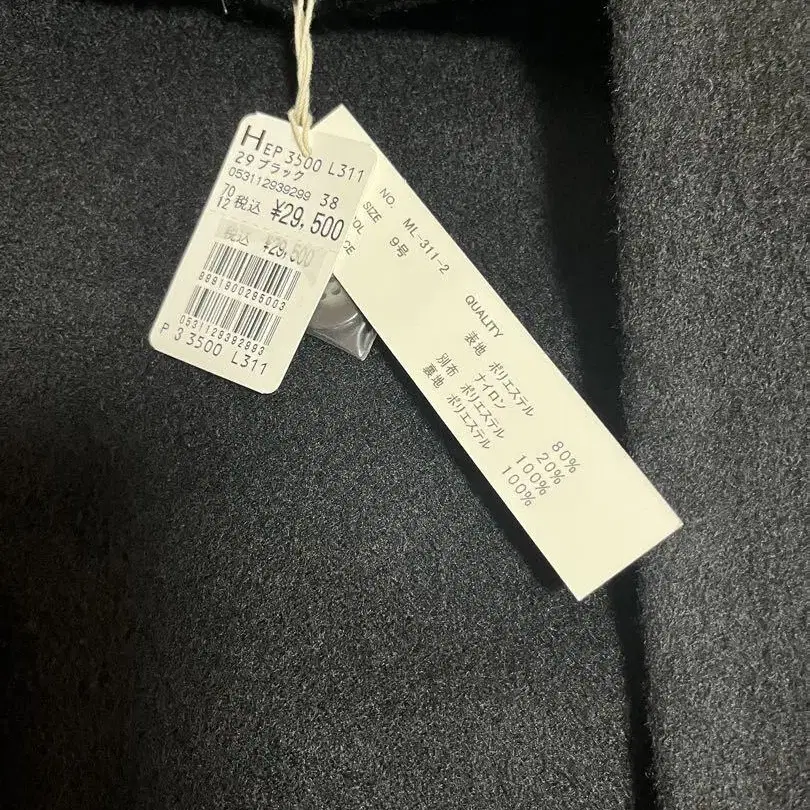 HEP 3500 L311
29 ブラック
053112939299 38
70
12 税込 ¥29,500
税込 ¥29,500
8991900295003
0531129392883
P 3 3500 L311
NO. ML-311-2
SIZE 9号
QUALITY
表地 ポリエステル 80%
ナイロン 20%
別布 ポリエステル 100%
裏地 ポリエステル 100%